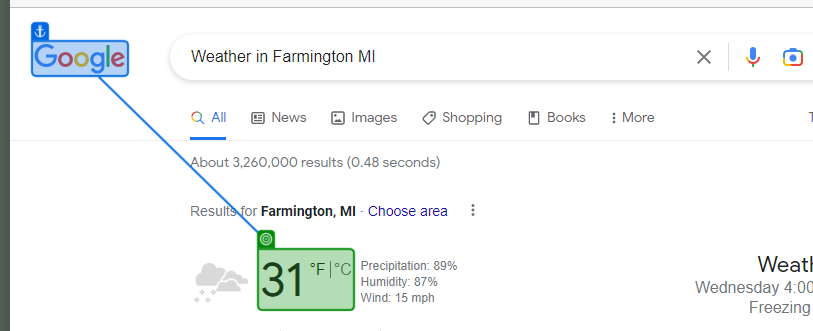 Google
Weather in Farmington MI
All News Images Shopping Books More
About 3,260,000 results (0.48 seconds)
Results for Farmington, MI · Choose area
31 °F | °C
Precipitation: 89%
Humidity: 87%
Wind: 15 mph
Wednesday 4:00
Freezing